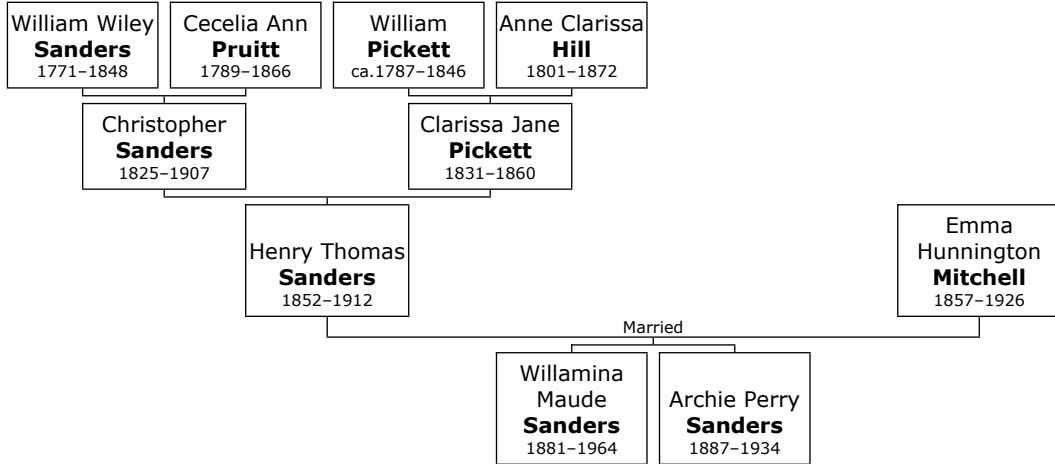 William Wiley
Sanders
1771–1848
Cecelia Ann
Pruitt
1789–1866
William
Pickett
ca.1787–1846
Anne Clarissa
Hill
1801–1872
Christopher
Sanders
1825–1907
Clarissa Jane
Pickett
1831–1860
Henry Thomas
Sanders
1852–1912
Emma
Hunnington
Mitchell
1857–1926
Married
Willamina
Maude
Sanders
1881–1964
Archie Perry
Sanders
1887–1934